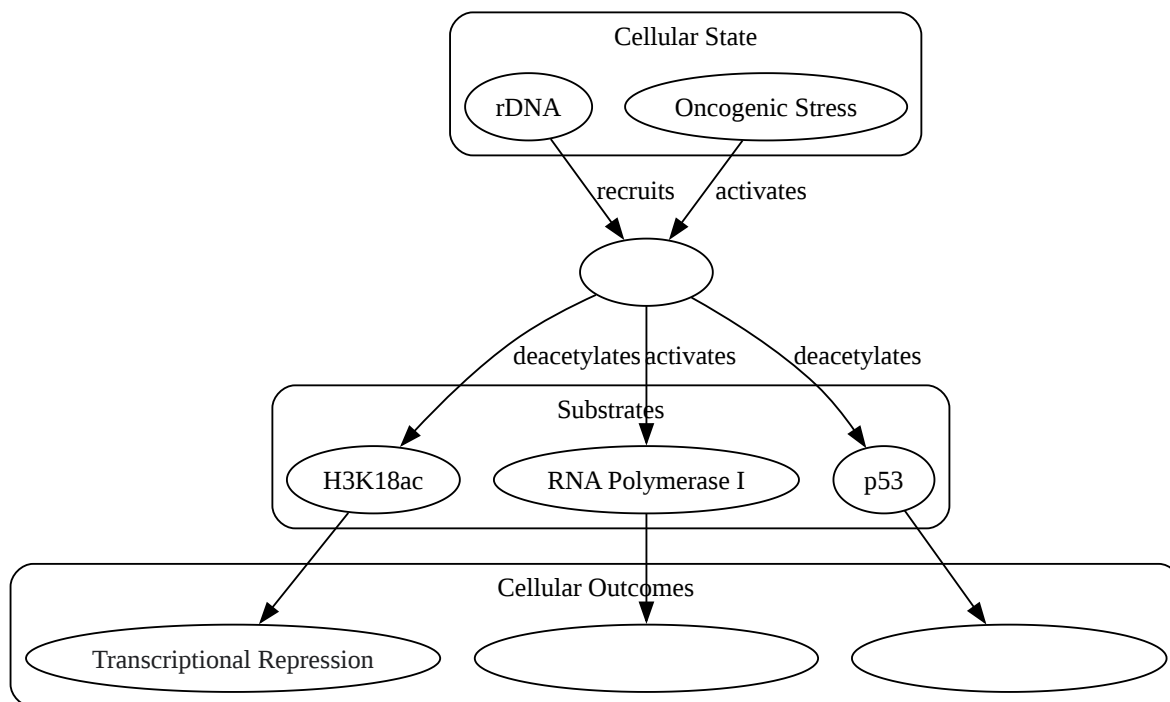 Cellular State
rDNA
Oncogenic Stress
recruits
activates
deacetylates
activates
deacetylates
Substrates
H3K18ac
RNA Polymerase I
p53
Cellular Outcomes
Transcriptional Repression